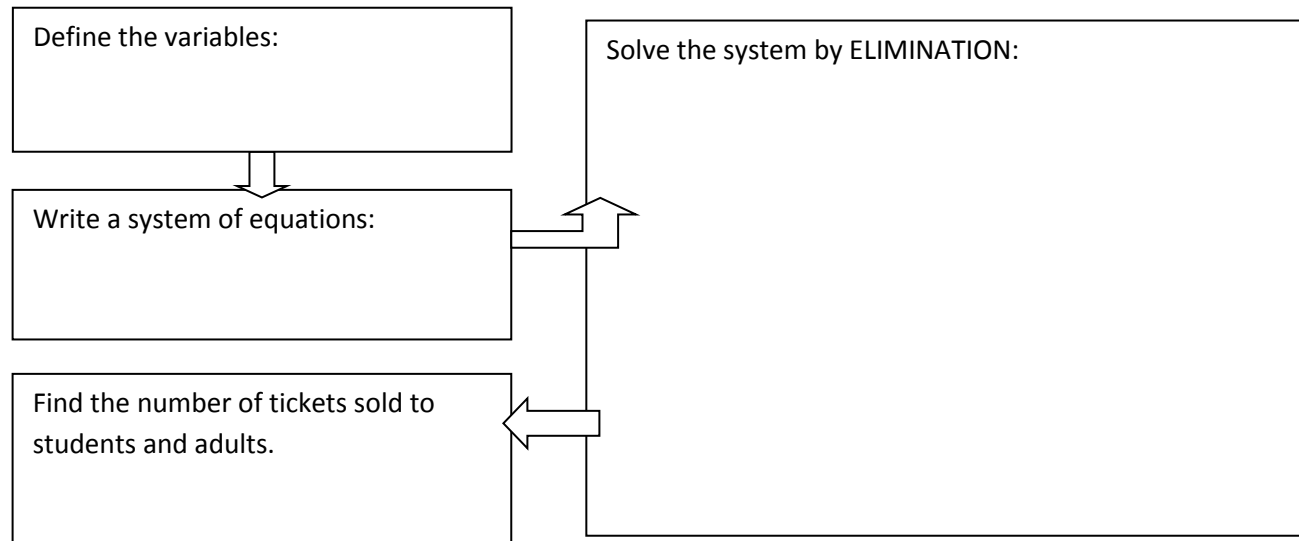 Define the variables:
Write a system of equations:
Solve the system by ELIMINATION:
Find the number of tickets sold to
students and adults.